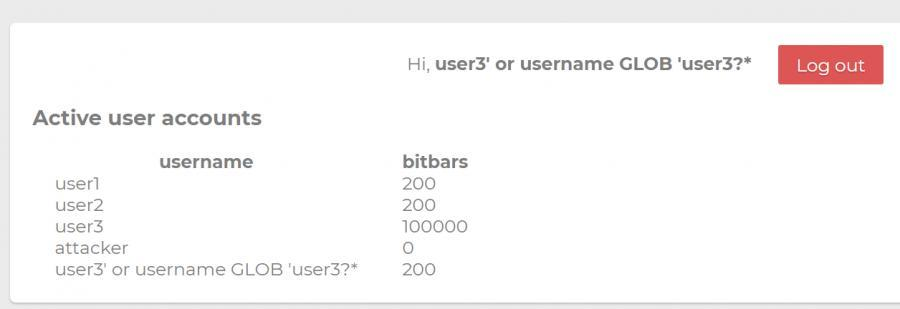 Hi, user3' or username GLOB 'user3?*
Log out
Active user accounts
username bitbars
user1 200
user2 200
user3 100000
attacker 0
user3' or username GLOB 'user3?* 200